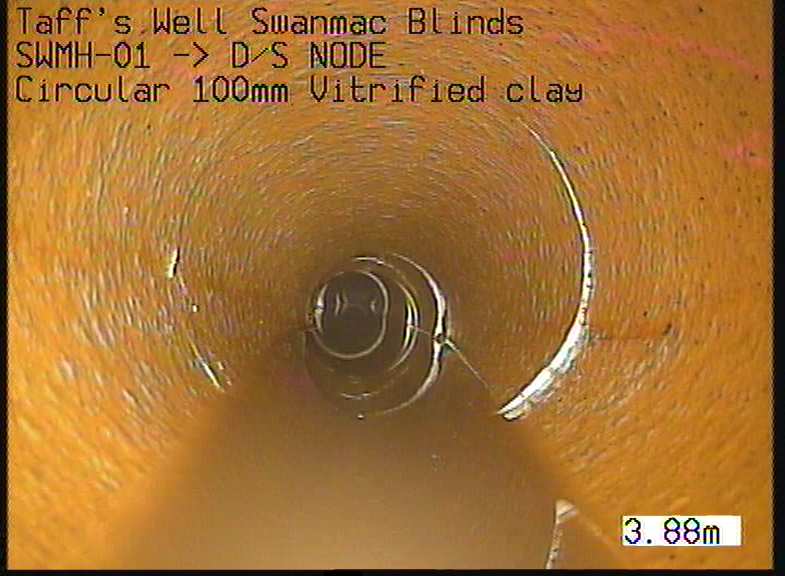 Taff's Well Swanmac Blinds
SWMH-01 -> D/S NODE
Circular 100mm Vitrified clay
3.88m